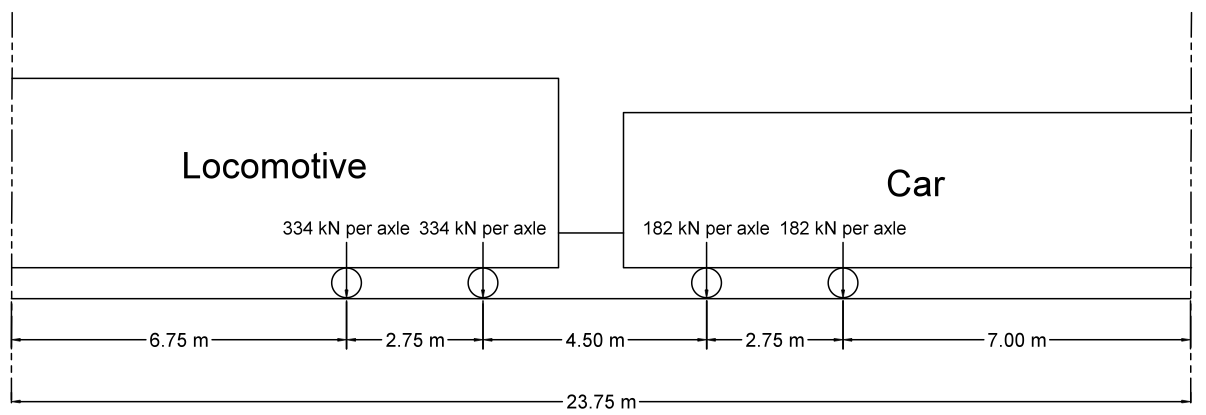 Locomotive
Car
334 kN per axle 334 kN per axle 182 kN per axle 182 kN per axle
6.75 m 2.75 m 4.50 m 2.75 m 7.00 m
23.75 m